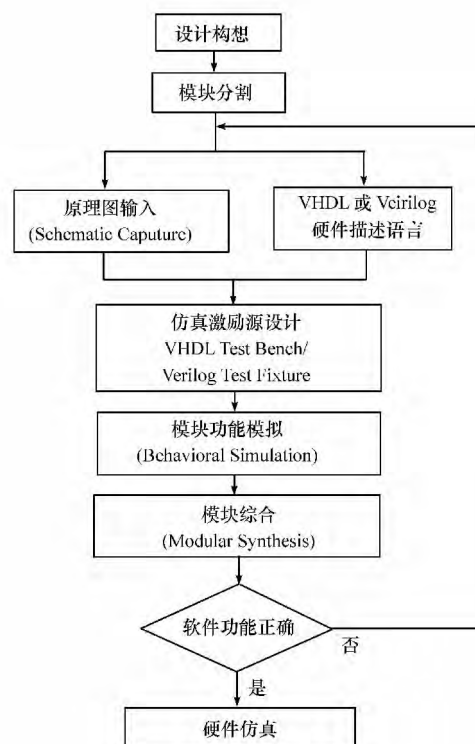 设计构想
模块分割
原理图输入
(Schematic Caputure)
VHDL 或 Vcirilog
硬件描述语言
仿真激励源设计
VHDL Test Bench/
Verilog Test Fixture
模块功能模拟
(Bchavioral Simulation)
模块综合
(Modular Synthesis)
软件功能正确
否
是
硬件仿真